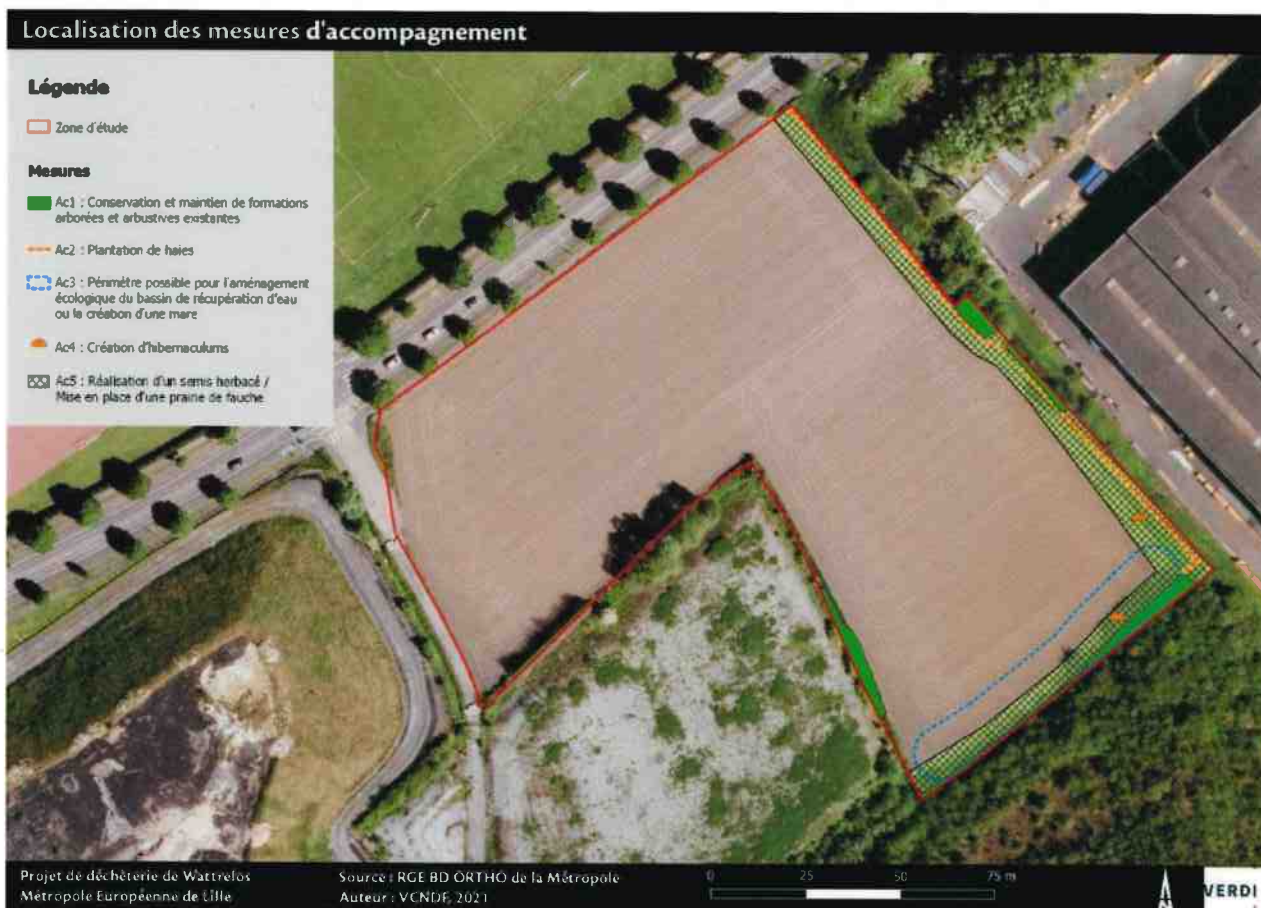 Localisation des mesures d'accompagnement
Légende
Zone d'étude
Mesures
Ac1 : Conservation et maintien de formations
arborées et arbustives existantes
Ac2 : Plantation de haies
Ac3 : Périmètre possible pour l'aménagement
écologique du bassin de récupération d'eau
ou la création d'une mare
Ac4 : Création d'hibernaculums
Ac5 : Réalisation d'un semis herbacé /
Mise en place d'une prairie de fauche
Projet de déchèterie de Wattrelos
Métropole Européenne de Lille
Source : RGE BD ORTHO de la Métropole
Auteur : VCNDF, 2021
0 25 50 75 m
N
VERDI